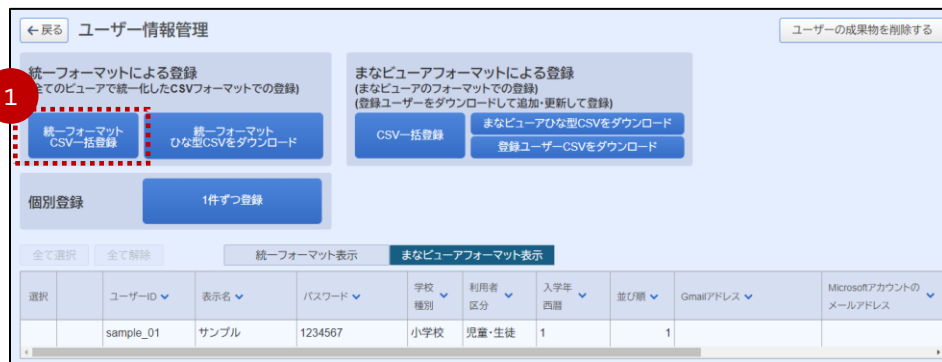 ←戻る ユーザー情報管理 ユーザーの成果物を削除する
統一フォーマットによる登録
全てのビューアで統一化したCSVフォーマットでの登録)
1
統一フォーマット
CSV一括登録
統一フォーマット
ひな型CSVをダウンロード
まなビューアフォーマットによる登録
(まなビューアのフォーマットでの登録)
(登録ユーザーをダウンロードして追加・更新して登録)
CSV一括登録
まなビューアひな型CSVをダウンロード
登録ユーザーCSVをダウンロード
個別登録 1件ずつ登録
全て選択 全て解除 統一フォーマット表示 まなビューアフォーマット表示
選択 ユーザーID 表示名 パスワード 学校種別 利用者区分 入学年西暦 並び順 Gmailアドレス Microsoftアカウントのメールアドレス
sample_01 サンプル 1234567 小学校 児童・生徒 1 1